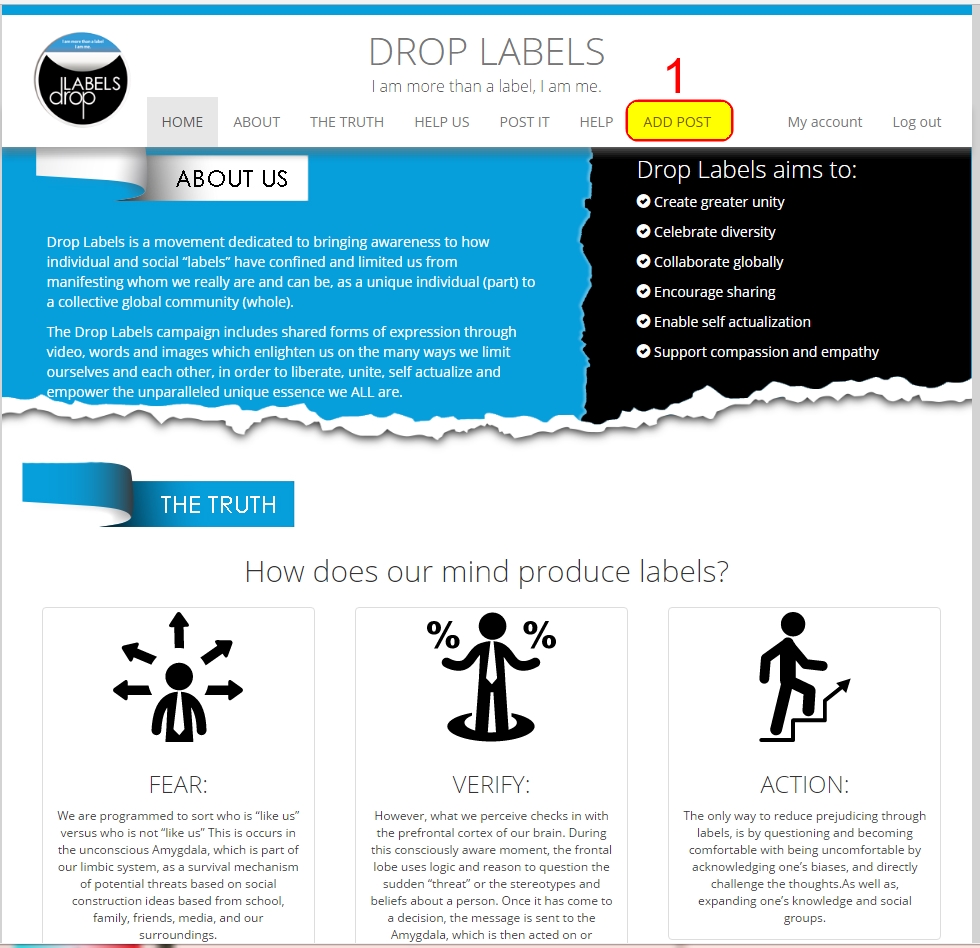 I am more than a label
I am me.
LABELS
drop
DROP LABELS
I am more than a label, I am me.
1
HOME ABOUT THE TRUTH HELP US POST IT HELP ADD POST My account Log out
ABOUT US
Drop Labels is a movement dedicated to bringing awareness to how
individual and social “labels” have confined and limited us from
manifesting whom we really are and can be, as a unique individual (part) to
a collective global community (whole).
The Drop Labels campaign includes shared forms of expression through
video, words and images which enlighten us on the many ways we limit
ourselves and each other, in order to liberate, unite, self actualize and
empower the unparalleled unique essence we ALL are.
Drop Labels aims to:
Create greater unity
Celebrate diversity
Collaborate globally
Encourage sharing
Enable self actualization
Support compassion and empathy
THE TRUTH
How does our mind produce labels?
FEAR:
We are programmed to sort who is “like us”
versus who is not “like us” This is occurs in
the unconscious Amygdala, which is part of
our limbic system, as a survival mechanism
of potential threats based on social
construction ideas based from school,
family, friends, media, and our
surroundings.
% %
VERIFY:
However, what we perceive checks in with
the prefrontal cortex of our brain. During
this consciously aware moment, the frontal
lobe uses logic and reason to question the
sudden “threat” or the stereotypes and
beliefs about a person. Once it has come to
a decision, the message is sent to the
Amygdala, which is then acted on or
ACTION:
The only way to reduce prejudicing through
labels, is by questioning and becoming
comfortable with being uncomfortable by
acknowledging one’s biases, and directly
challenge the thoughts.As well as,
expanding one’s knowledge and social
groups.